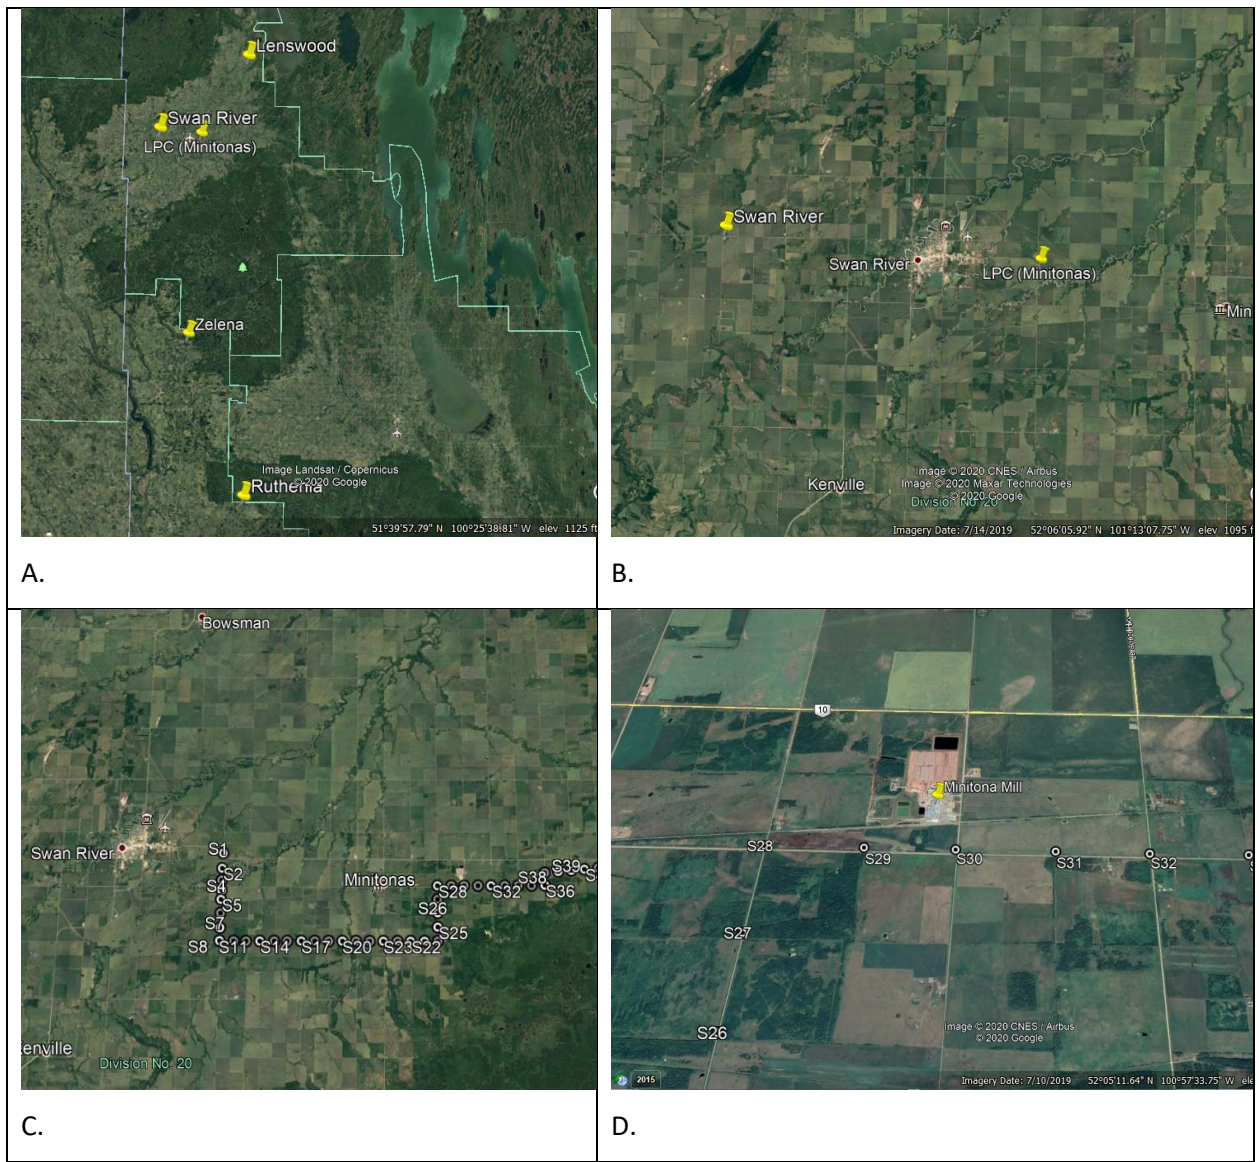 Lenswood
Swan River
LPC (Minitonas)
Zelena
Image Landsat / Copernicus
© 2020 Google
Ruthenia
51°39'57.79" N 100°25'38.81" W elev 1125 ft
A.
Swan River
Swan River
LPC (Minitonas)
Min
Kenville
Image © 2020 CNES / Airbus
Image © 2020 Maxar Technologies
© 2020 Google
Division No. 20
Imagery Date: 7/14/2019 52°06'05.92" N 101°13'07.75" W elev 1095 f
B.
Bowsman
Swan River
S1
S2
S4
S5
S7
S8 S11 S14 S17 S20 S23 S22
Minitonas
S25
S26
S28 S32 S38 S39 S36
enville
Division No. 20
C.
10
Minitona Mill
S28 S29 S30 S31 S32
S27
S26
Image © 2020 CNES / Airbus
© 2020 Google
2015
Imagery Date: 7/10/2019 52°05'11.64" N 100°57'33.75" W ele
D.